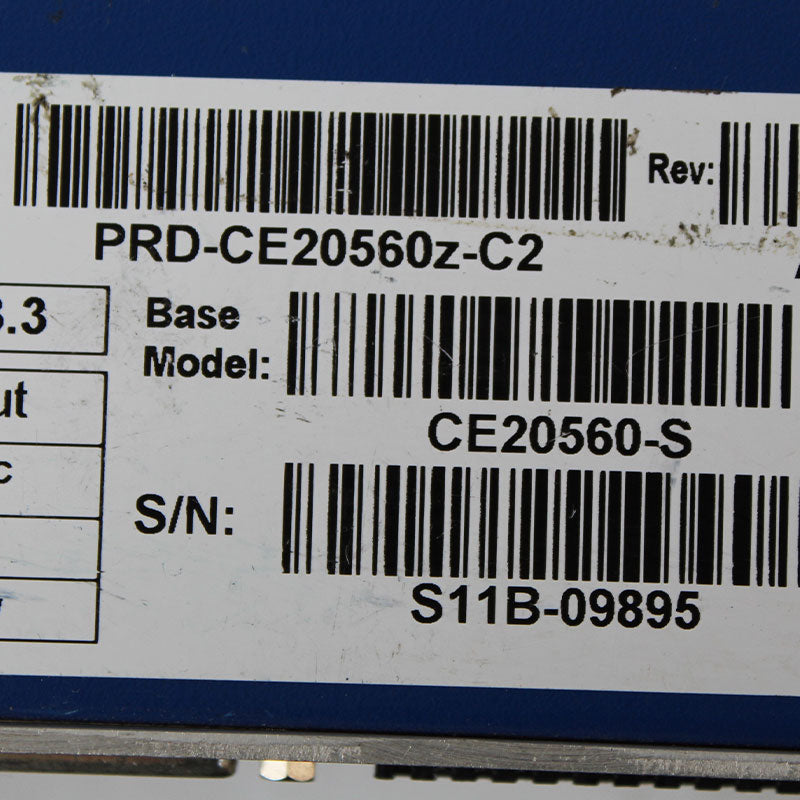 Rev:
PRD-CE20560z-C2
3.3
Base
Model:
ut
CE20560-S
S/N:
S11B-09895